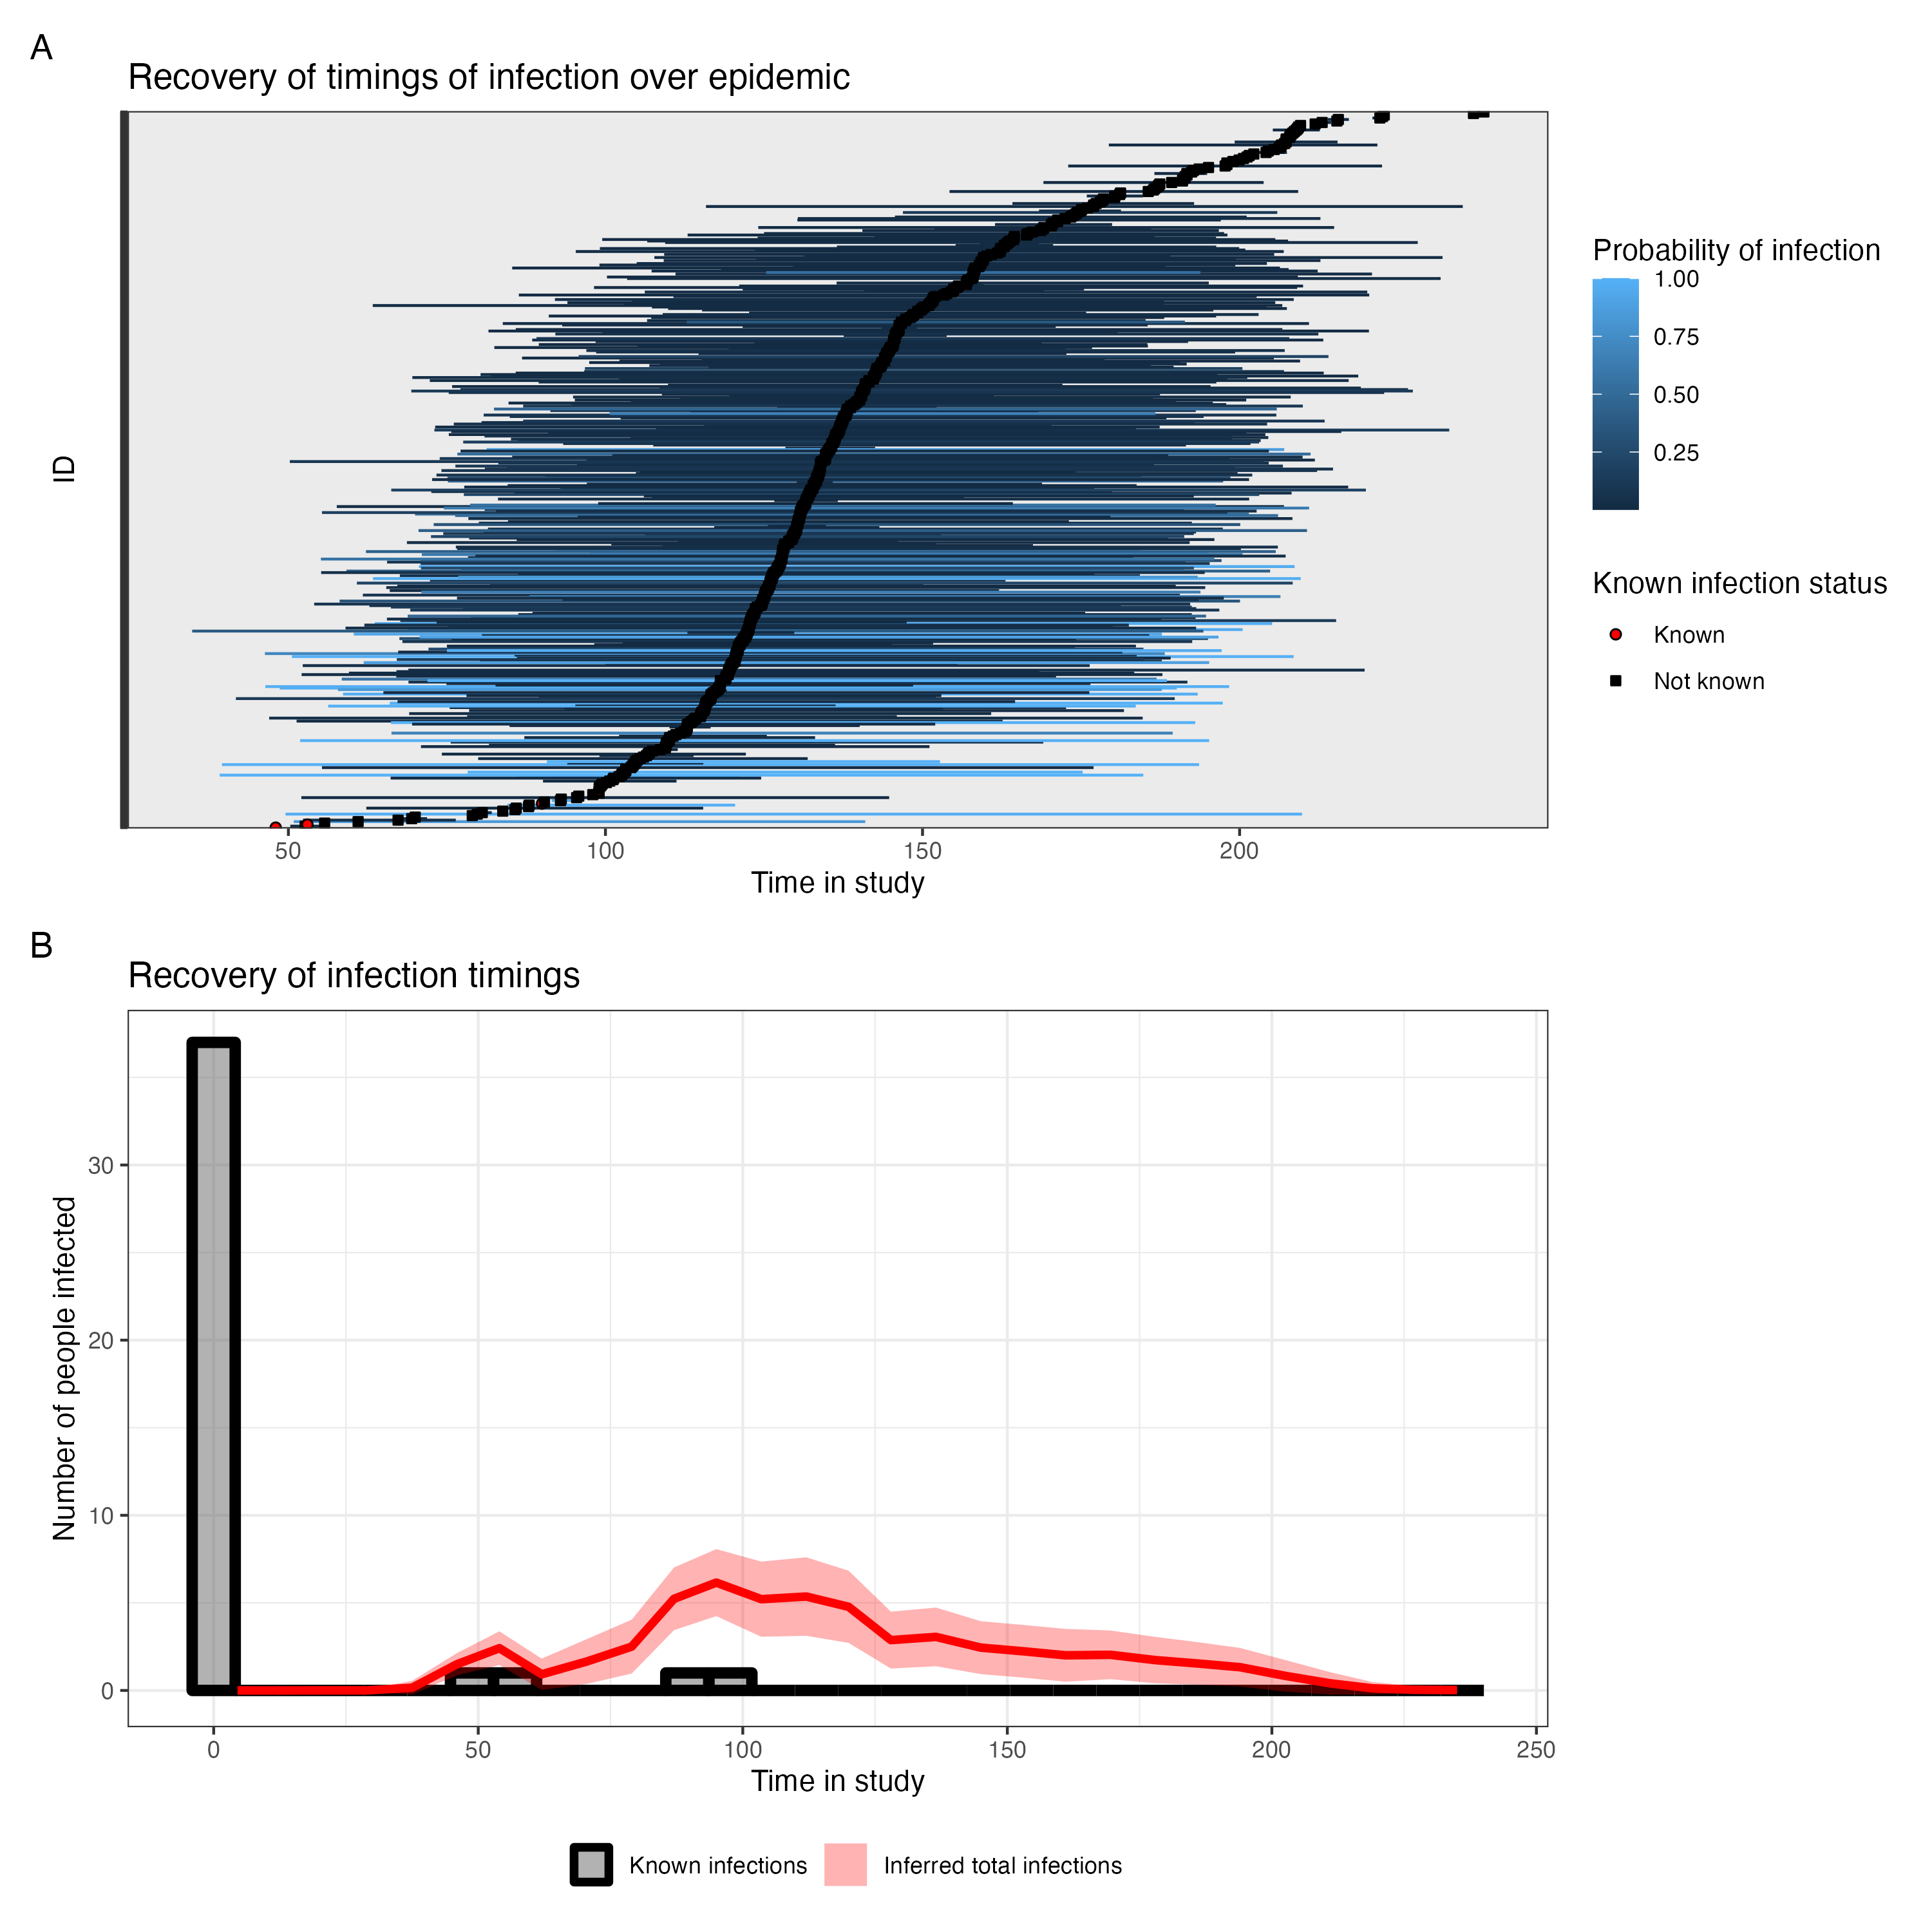 A
Recovery of timings of infection over epidemic
ID
50 100 150 200
Time in study
Probability of infection
1.00
0.75
0.50
0.25
Known infection status
Known
Not known
B
Recovery of infection timings
Number of people infected
30
20
10
0
0 50 100 150 200 250
Time in study
Known infections Inferred total infections